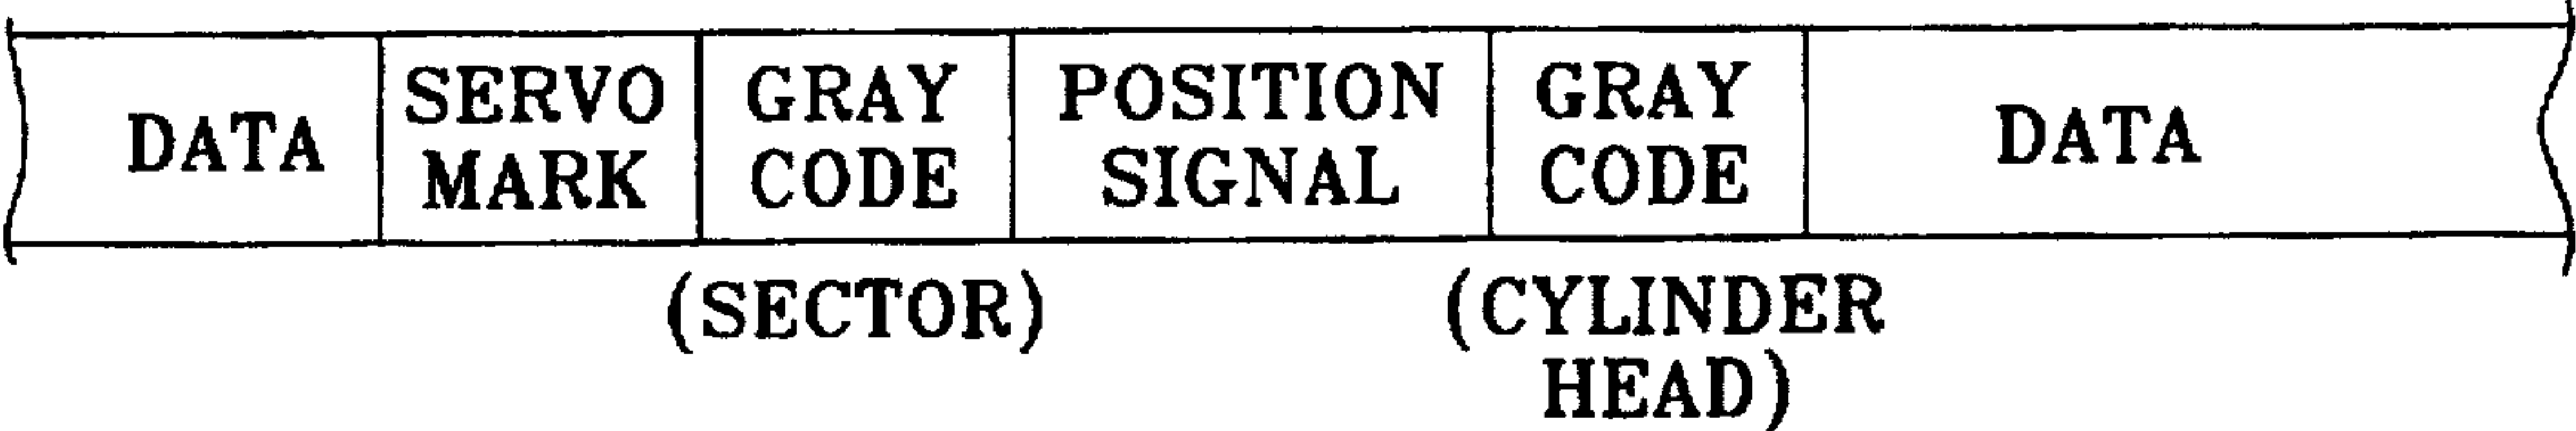 DATA
SERVO
MARK
GRAY
CODE
POSITION
SIGNAL
GRAY
CODE
DATA
(SECTOR)
(CYLINDER
HEAD)